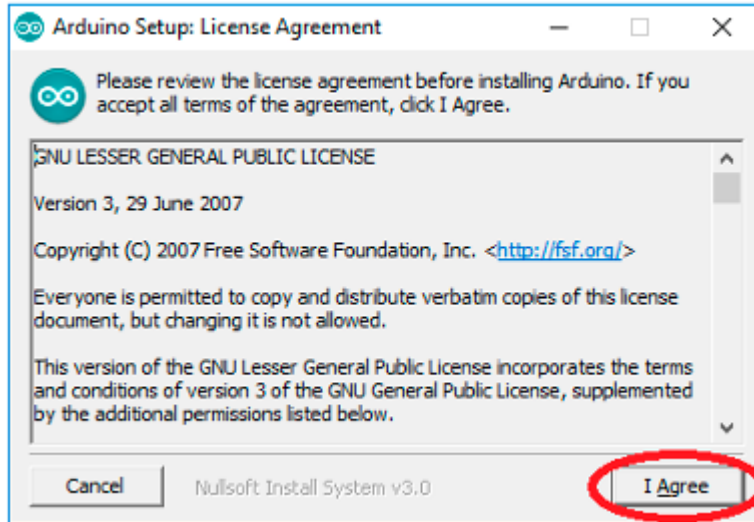 Arduino Setup: License Agreement
Please review the license agreement before installing Arduino. If you
accept all terms of the agreement, click I Agree.
GNU LESSER GENERAL PUBLIC LICENSE
Version 3, 29 June 2007
Copyright (C) 2007 Free Software Foundation, Inc. <http://fsf.org/>
Everyone is permitted to copy and distribute verbatim copies of this license
document, but changing it is not allowed.
This version of the GNU Lesser General Public License incorporates the terms
and conditions of version 3 of the GNU General Public License, supplemented
by the additional permissions listed below.
Cancel Nullsoft Install System v3.0 I Agree